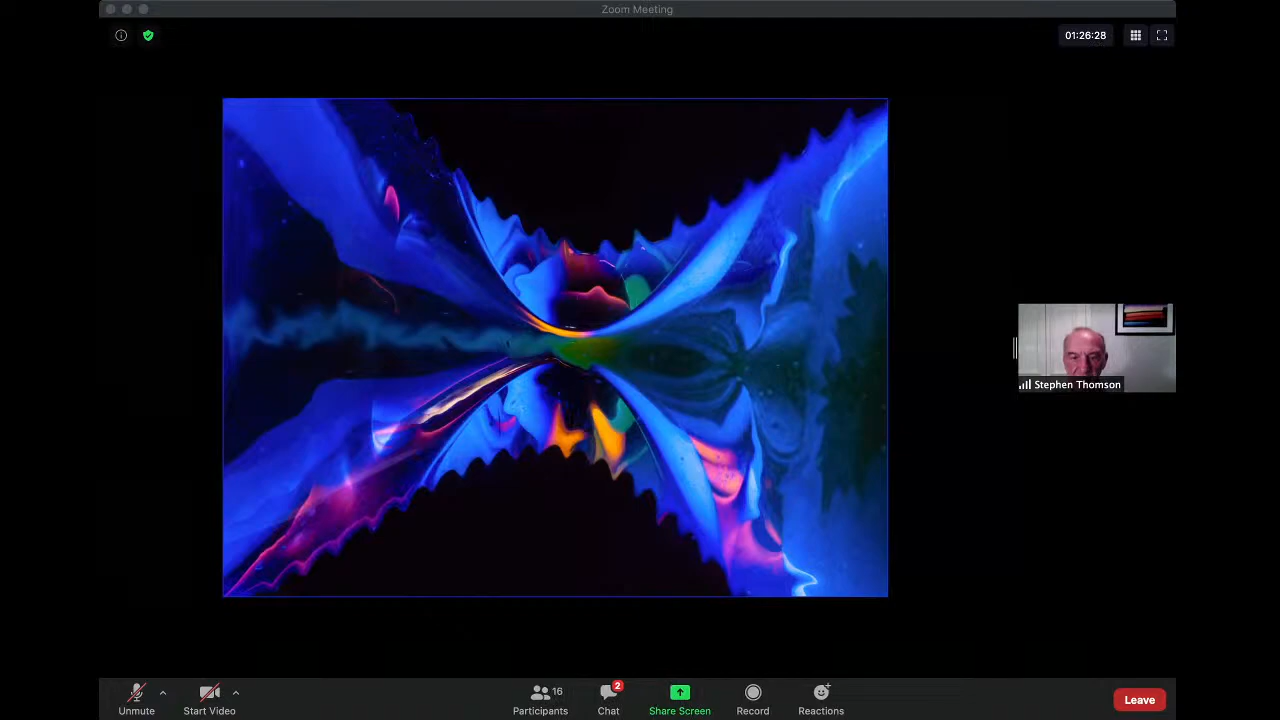 Zoom Meeting
01:26:28
Stephen Thomson
16
2
Unmute
Start Video
Participants
Chat
Share Screen
Record
Reactions
Leave